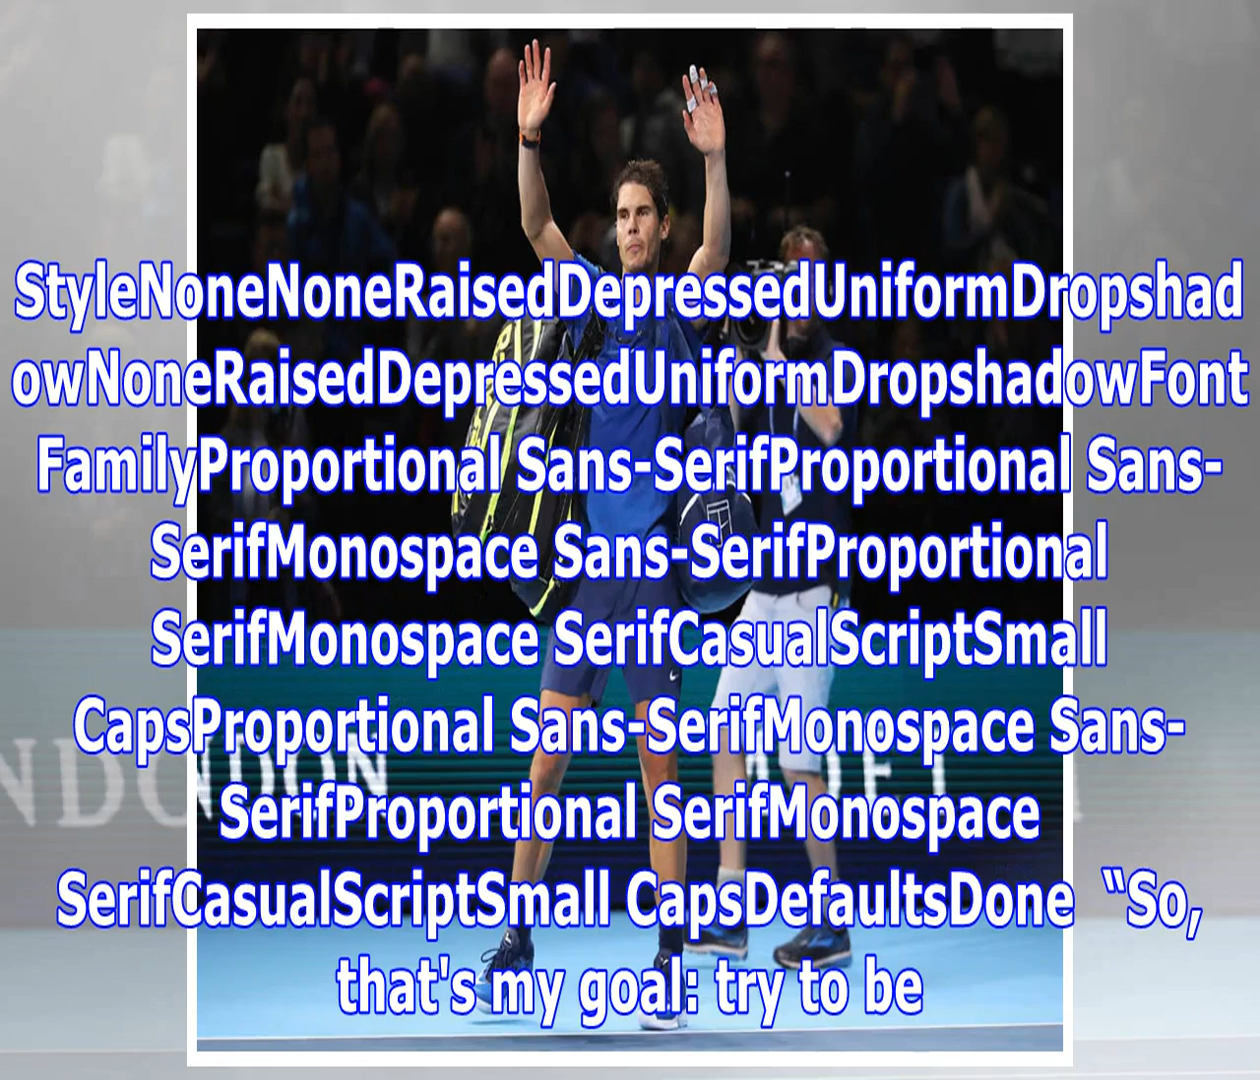 StyleNoneNoneRaisedDepressedUniformDropshad
owNoneRaisedDepressedUniformDropshadowFont
FamilyProportional Sans-SerifProportional Sans-
SerifMonospace Sans-SerifProportional
SerifMonospace SerifCasualScriptSmall
CapsProportional Sans-SerifMonospace Sans-
SerifProportional SerifMonospace
SerifCasualScriptSmall CapsDefaultsDone “So,
that's my goal: try to be
NDON